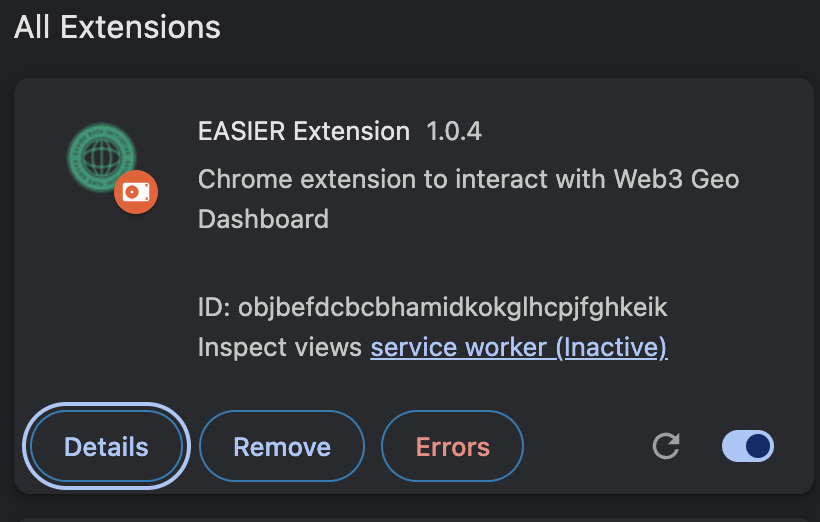 All Extensions
EASIER Extension 1.0.4
Chrome extension to interact with Web3 Geo
Dashboard
ID: objbefdcbcbhamidkokglhcpjfghkeik
Inspect views service worker (Inactive)
Details Remove Errors